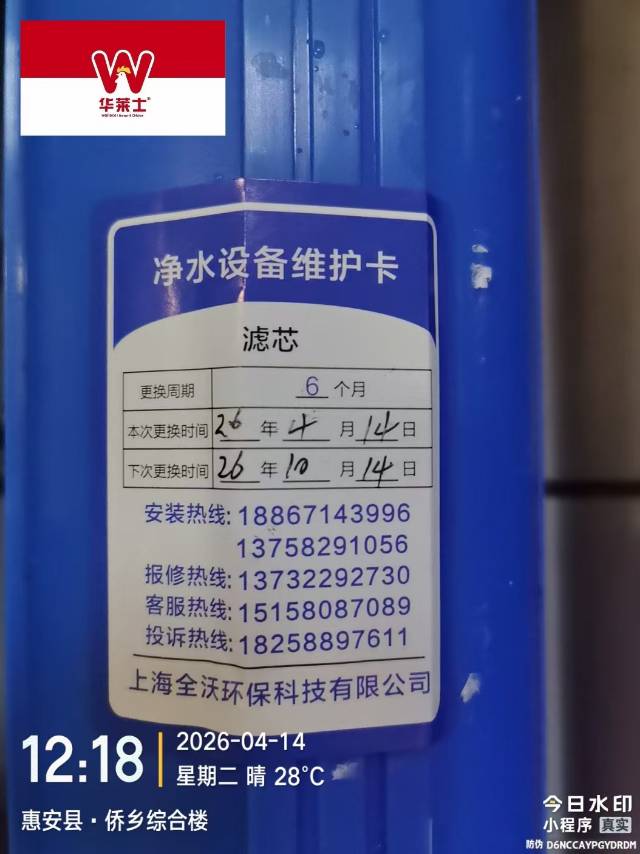 华莱士
净水设备维护卡
滤芯
更换周期 6 个月
本次更换时间 26 年 4 月 14 日
下次更换时间 26 年 10 月 14 日
安装热线: 18867143996
13758291056
报修热线: 13732292730
客服热线: 15158087089
投诉热线: 18258897611
上海全沃环保科技有限公司
12:18
2026-04-14
星期二 晴 28°C
惠安县·侨乡综合楼
今日水印
小程序 真实
防伪 D6NCCAYPGYDRDM